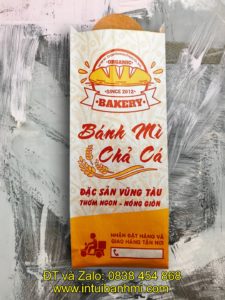 ORGANIC
• SINCE 2012 •
• BAKERY •
Bánh Mì
Chả Cá
ĐẶC SẢN VŨNG TÀU
THƠM NGON - NÓNG GIÒN
NHẬN ĐẶT HÀNG VÀ
GIAO HÀNG TẬN NƠI
ĐT và Zalo: 0838 454 868
www.intuibanhmi.com